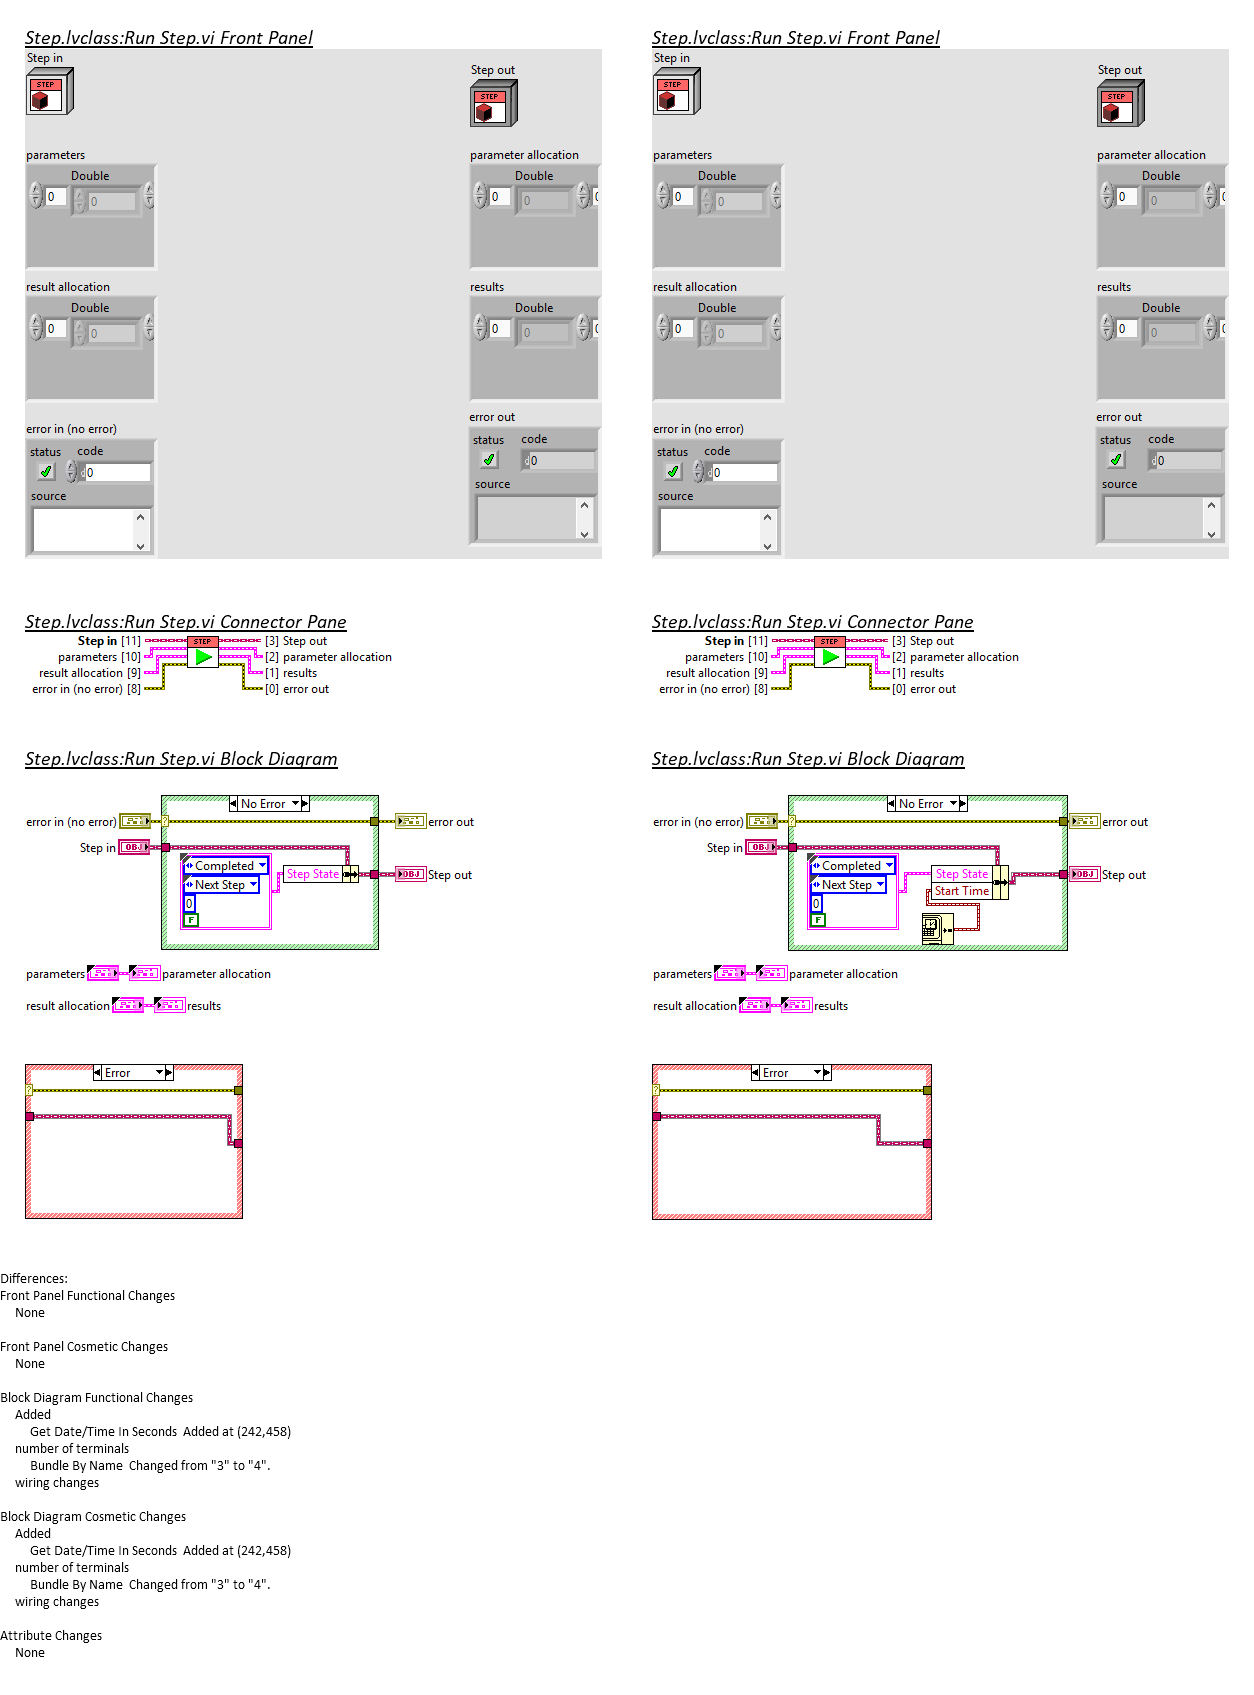 Step.lvclass:Run Step.vi Front Panel
Step in
STEP
Step out
STEP
parameters
Double
0
0
parameter allocation
Double
0
0
result allocation
Double
0
0
results
Double
0
0
error in (no error)
status code
d0
source
error out
status code
d0
source
Step.lvclass:Run Step.vi Front Panel
Step in
STEP
Step out
STEP
parameters
Double
0
0
parameter allocation
Double
0
0
result allocation
Double
0
0
results
Double
0
0
error in (no error)
status code
d0
source
error out
status code
d0
source
Step.lvclass:Run Step.vi Connector Pane
Step in [11] STEP [3] Step out
parameters [10] [2] parameter allocation
result allocation [9] [1] results
error in (no error) [8] [0] error out
Step.lvclass:Run Step.vi Connector Pane
Step in [11] STEP [3] Step out
parameters [10] [2] parameter allocation
result allocation [9] [1] results
error in (no error) [8] [0] error out
Step.lvclass:Run Step.vi Block Diagram
No Error
error in (no error) ? error out
Step in OBJ
Completed
Step State OBJ Step out
Next Step
0
F
parameters parameter allocation
result allocation results
Error
?
Step.lvclass:Run Step.vi Block Diagram
No Error
error in (no error) ? error out
Step in OBJ
Completed
Step State OBJ Step out
Next Step
Start Time
0
F
parameters parameter allocation
result allocation results
Error
?
Differences:
Front Panel Functional Changes
None
Front Panel Cosmetic Changes
None
Block Diagram Functional Changes
Added
Get Date/Time In Seconds Added at (242,458)
number of terminals
Bundle By Name Changed from "3" to "4".
wiring changes
Block Diagram Cosmetic Changes
Added
Get Date/Time In Seconds Added at (242,458)
number of terminals
Bundle By Name Changed from "3" to "4".
wiring changes
Attribute Changes
None